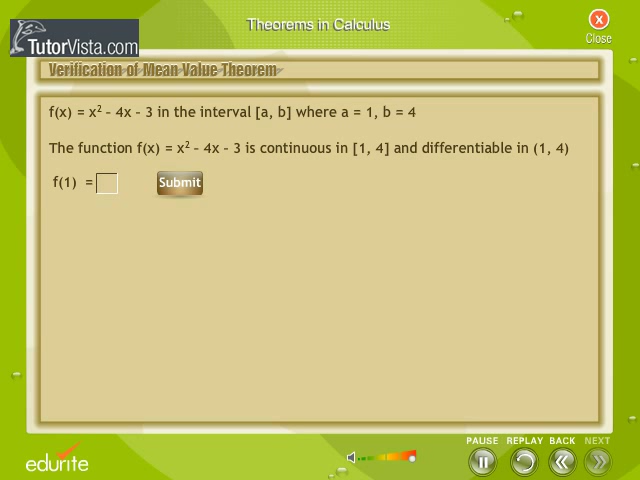 Theorems in Calculus
X
Close
TutorVista.com
Verification of Mean Value Theorem
f(x) = x² – 4x – 3 in the interval [a, b] where a = 1, b = 4
The function f(x) = x² – 4x – 3 is continuous in [1, 4] and differentiable in (1, 4)
f(1) = Submit
PAUSE REPLAY BACK NEXT
edurite